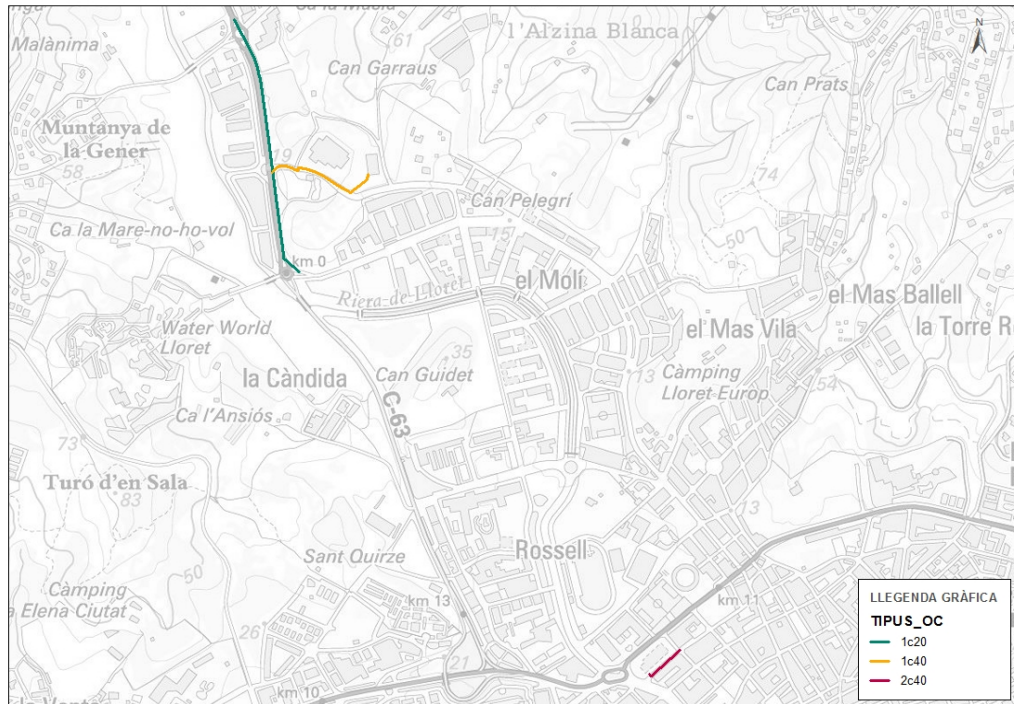 Ca la Macià
l'Alzina Blanca
N
Malànima
61
Can Garraus
Can Prats
Muntanya de
la Gener
19
58
74
Can Pelegrí
Ca la Mare-no-ho-vol
15
50
km 0
el Molí
Riera de Lloret
el Mas Ballell
Water World
Lloret
el Mas Vila
la Torre R
35
la Càndida
Can Guidet
13
Càmping
Lloret Europ
54
C-63
Ca l'Ansiós
73
Turó d'en Sala
83
13
Sant Quirze
Rossell
50
Càmping
a Elena Ciutat
km 13
km 11
26
21
km 10
LLEGENDA GRÀFICA
TIPUS_OC
1c20
1c40
2c40